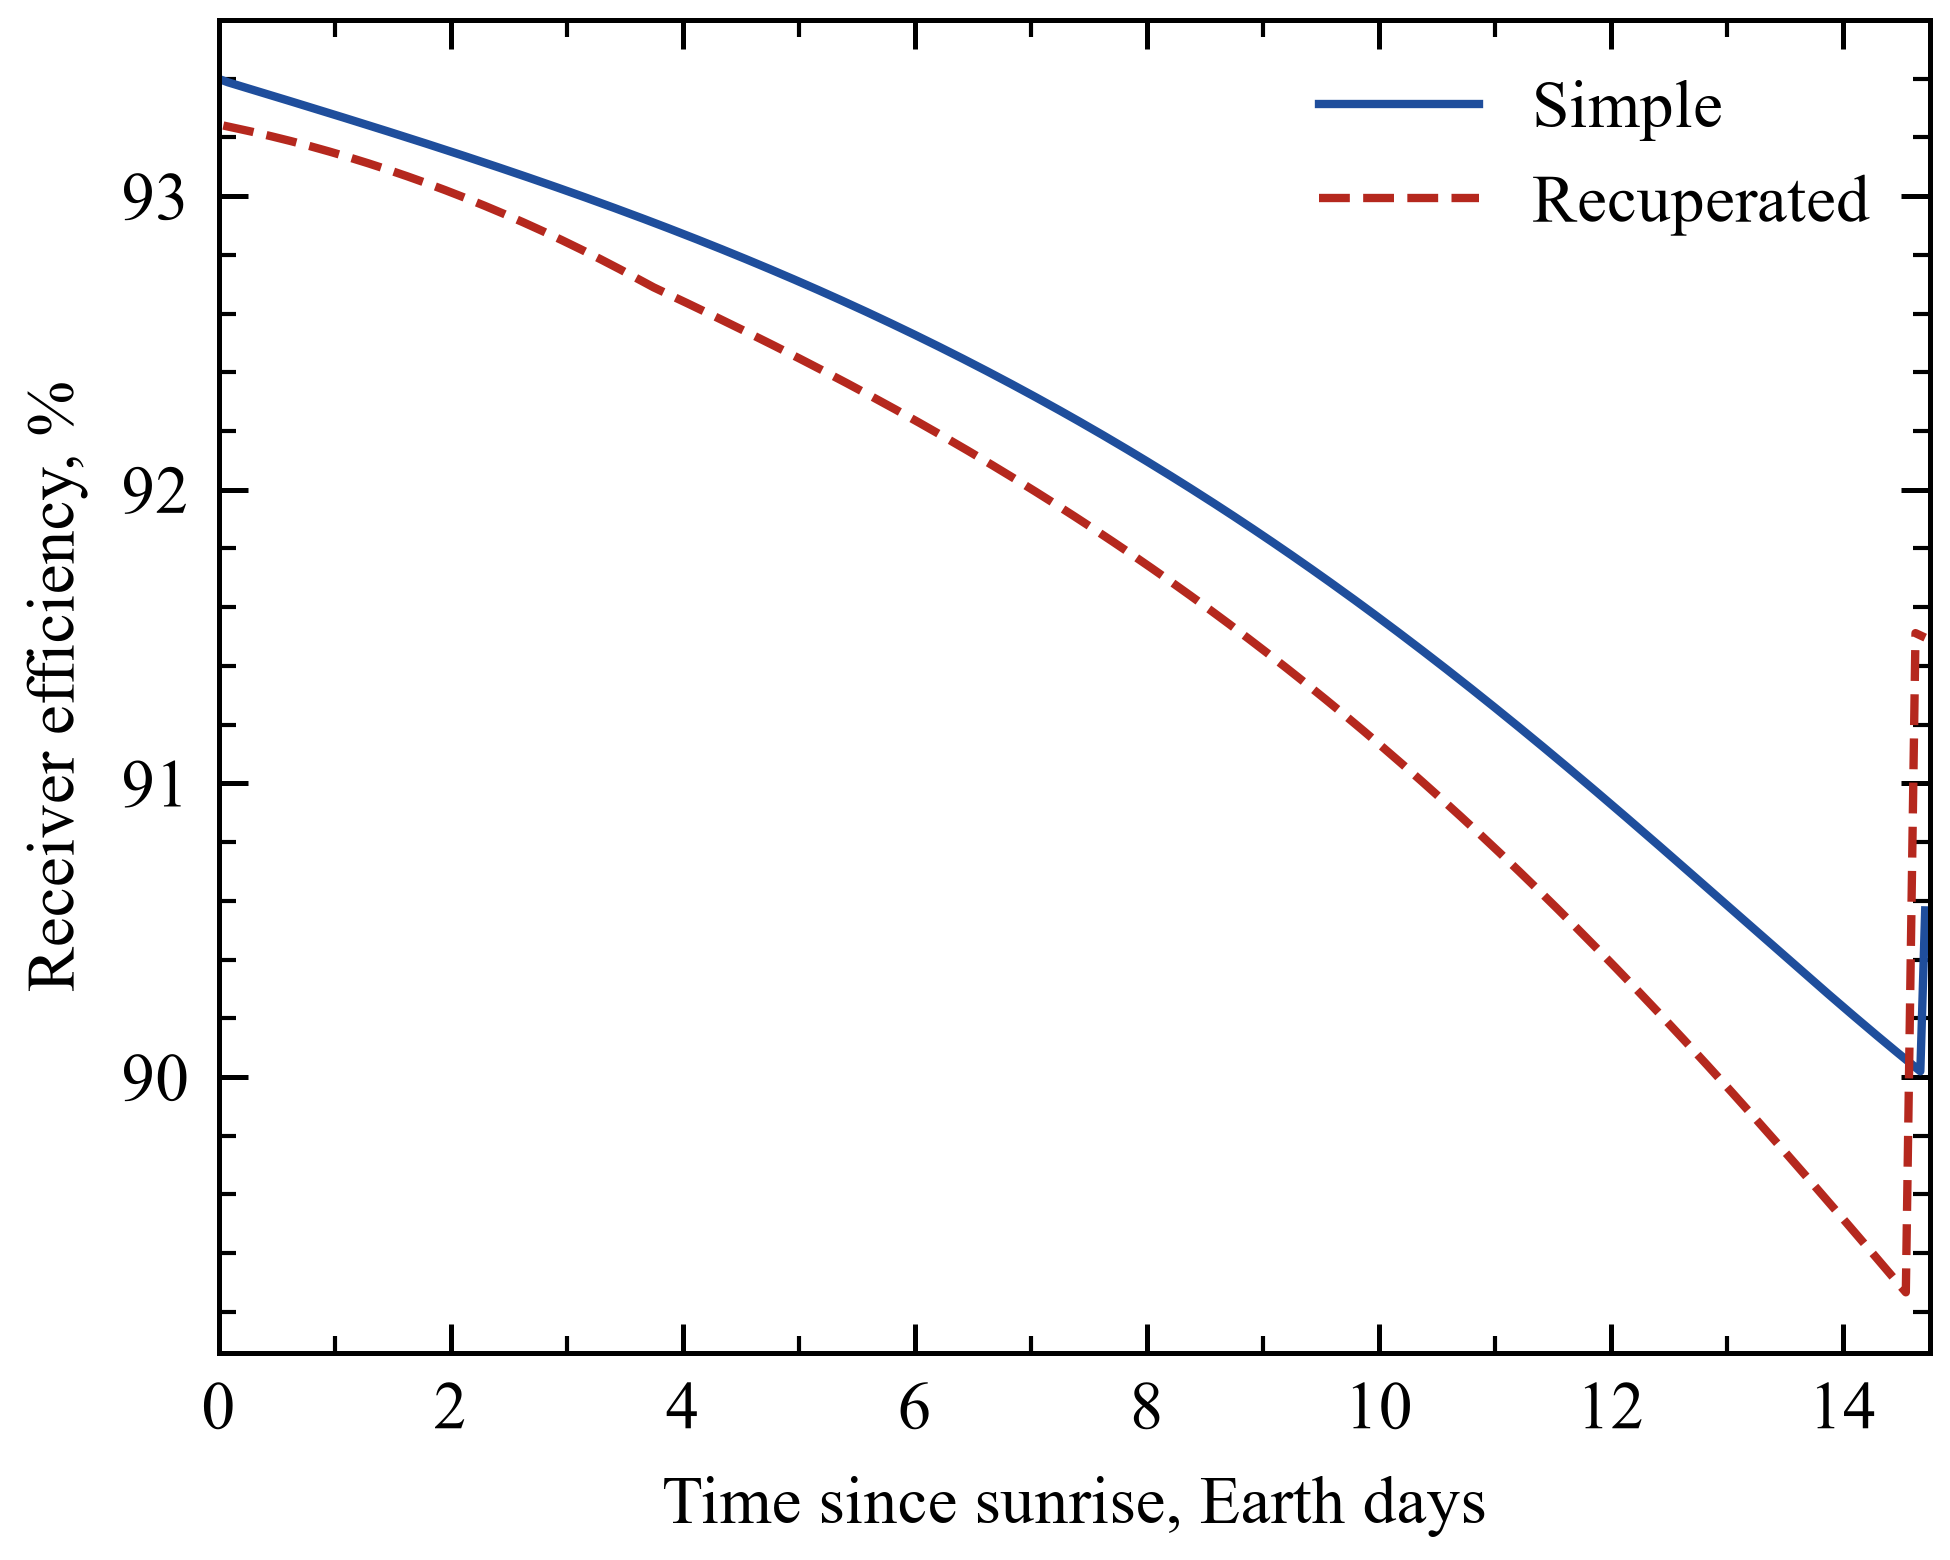 Simple
Recuperated
93
92
91
90
Receiver efficiency, %
0 2 4 6 8 10 12 14
Time since sunrise, Earth days